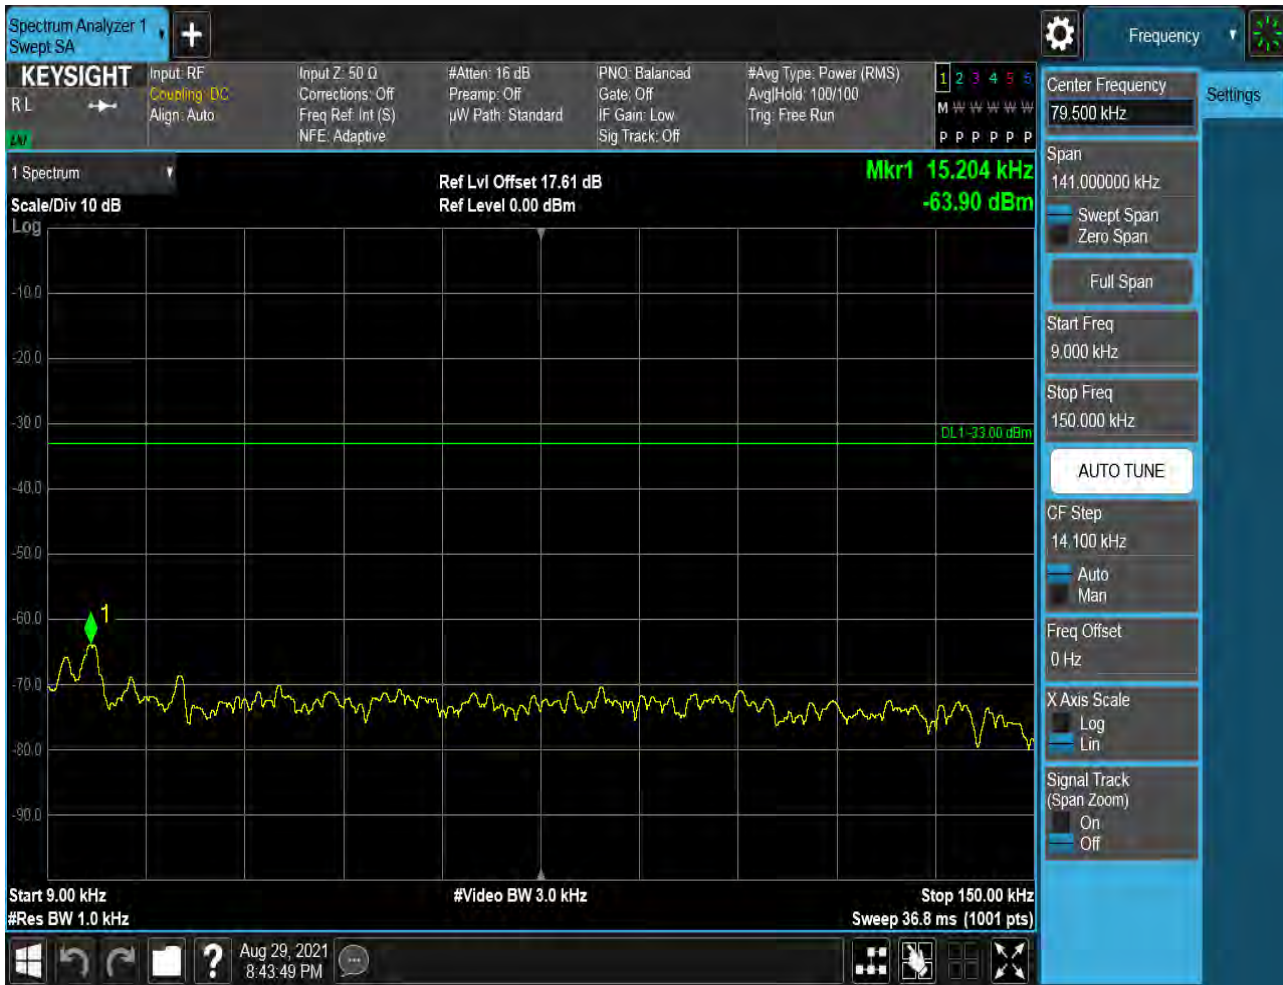 Spectrum Analyzer 1
Swept SA
Frequency
KEYSIGHT
R L
LXI
Input: RF
Coupling: DC
Align: Auto
Input Z: 50 Ω
Corrections: Off
Freq Ref: Int (S)
NFE: Adaptive
#Atten: 16 dB
Preamp: Off
µW Path: Standard
PNO: Balanced
Gate: Off
IF Gain: Low
Sig Track: Off
#Avg Type: Power (RMS)
Avg|Hold: 100/100
Trig: Free Run
1 2 3 4 5 6
M W W W W W
P P P P P P
1 Spectrum
Scale/Div 10 dB
Log
Ref Lvl Offset 17.61 dB
Ref Level 0.00 dBm
Mkr1 15.204 kHz
-63.90 dBm
-10.0
-20.0
-30.0
DL1 -33.00 dBm
-40.0
-50.0
-60.0
1
-70.0
-80.0
-90.0
Start 9.00 kHz
#Res BW 1.0 kHz
#Video BW 3.0 kHz
Stop 150.00 kHz
Sweep 36.8 ms (1001 pts)
Center Frequency
79.500 kHz
Settings
Span
141.000000 kHz
Swept Span
Zero Span
Full Span
Start Freq
9.000 kHz
Stop Freq
150.000 kHz
AUTO TUNE
CF Step
14.100 kHz
Auto
Man
Freq Offset
0 Hz
X Axis Scale
Log
Lin
Signal Track
(Span Zoom)
On
Off
?
Aug 29, 2021
8:43:49 PM